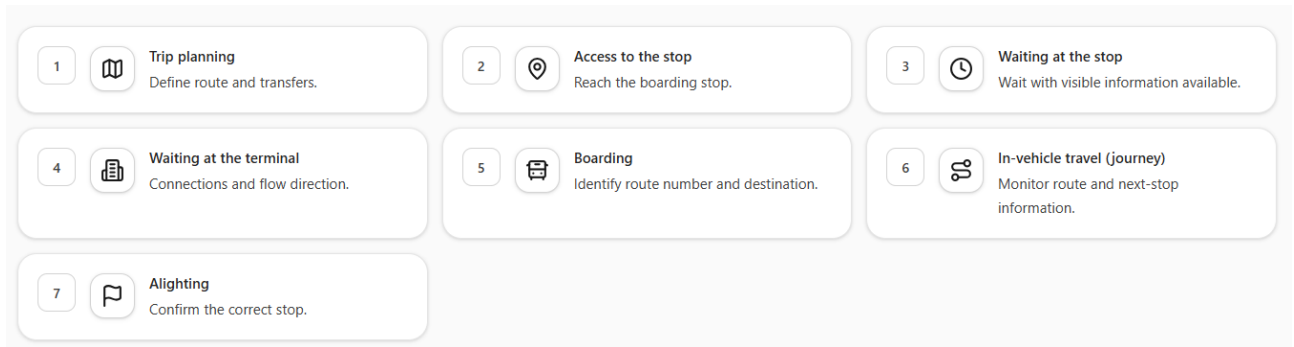 1
Trip planning
Define route and transfers.
2
Access to the stop
Reach the boarding stop.
3
Waiting at the stop
Wait with visible information available.
4
Waiting at the terminal
Connections and flow direction.
5
Boarding
Identify route number and destination.
6
In-vehicle travel (journey)
Monitor route and next-stop
information.
7
Alighting
Confirm the correct stop.